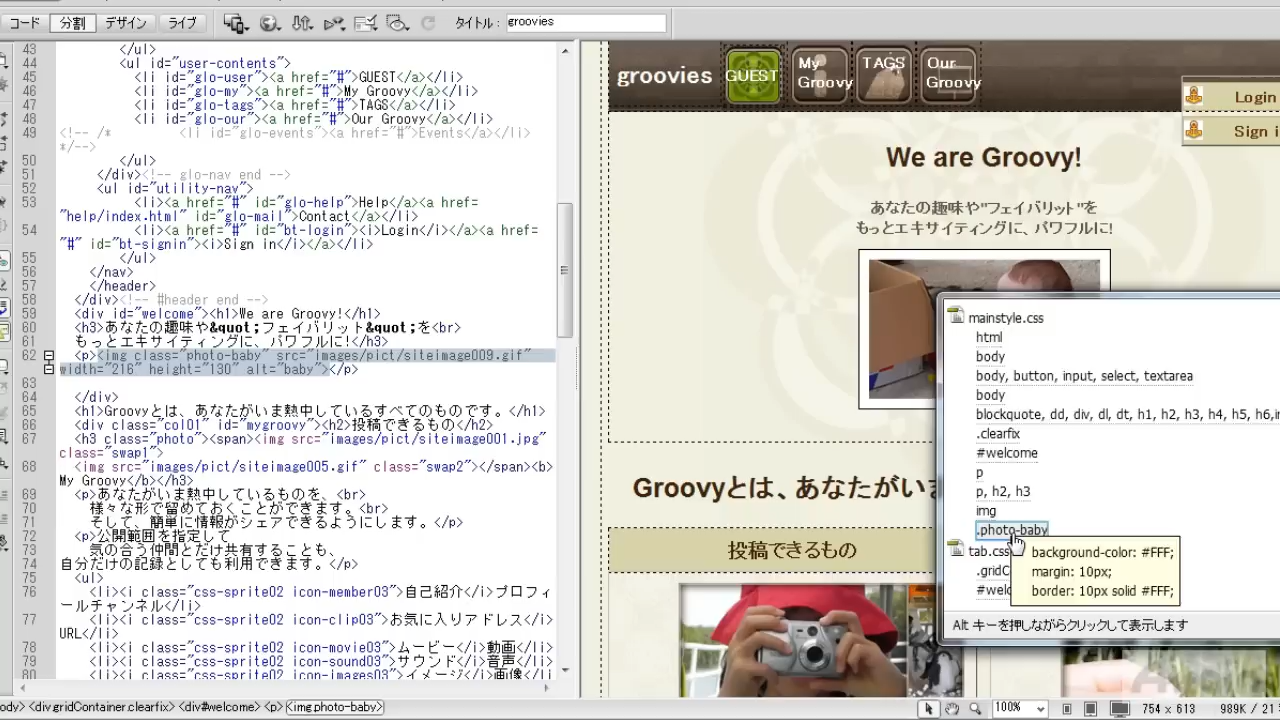 コード 分割 デザイン ライブ タイトル: groovies
43 </ul>
44 <ul id="user-contents">
45 <li id="glo-user"><a href="#">GUEST</a></li>
46 <li id="glo-my"><a href="#">My Groovy</a></li>
47 <li id="glo-tags"><a href="#">TAGS</a></li>
48 <li id="glo-our"><a href="#">Our Groovy</a></li>
49 <!-- /* <li id="glo-events"><a href="#">Events</a></li>
*/-->
50 </ul>
51 </div><!-- glo-nav end -->
52 <ul id="utility-nav">
53 <li><a href="#" id="glo-help">Help</a><a href=
"help/index.html" id="glo-mail">Contact</a></li>
54 <li><a href="#" id="bt-login"><i>Login</i></a><a href=
"#" id="bt-signin"><i>Sign in</i></a></li>
55 </ul>
56 </nav>
57 </header>
58 </div><!-- #header end -->
59 <div id="welcome"><h1>We are Groovy!</h1>
60 <h3>あなたの趣味や&quot;フェイバリット&quot;を<br>
61 もっとエキサイティングに、パワフルに!</h3>
62 <p><img class="photo-baby" src="images/pict/siteimage009.gif"
width="216" height="130" alt="baby"></p>
63
64 </div>
65 <h1>Groovyとは、あなたがいま熱中しているすべてのものです。</h1>
66 <div class="col01" id="mygroovy"><h2>投稿できるもの</h2>
67 <h3 class="photo"><span><img src="images/pict/siteimage001.jpg"
class="swap1">
68 <img src="images/pict/siteimage005.gif" class="swap2"></span><b>
My Groovy</b></h3>
69 <p>あなたがいま熱中しているものを、<br>
70 様々な形で留めておくことができます。<br>
71 そして、簡単に情報がシェアできるようにします。</p>
72 <p>公開範囲を指定して
73 気の合う仲間とだけ共有することも、
74 自分だけの記録としても利用できます。</p>
75 <ul>
76 <li><i class="css-sprite02 icon-member03">自己紹介</i>プロフィ
ールチャンネル</li>
77 <li><i class="css-sprite02 icon-clip03">お気に入りアドレス</i>
URL</li>
78 <li><i class="css-sprite02 icon-movie03">ムービー</i>動画</li>
79 <li><i class="css-sprite02 icon-sound03">サウンド</i>音声</li>
80 <li><i class="css-sprite02 icon-image03">イメージ</i>画像</li>
groovies GUEST My Groovy TAGS Our Groovy
Login
Sign i
We are Groovy!
あなたの趣味や"フェイバリット"を
もっとエキサイティングに、パワフルに!
Groovyとは、あなたがいま
投稿できるもの
mainstyle.css
html
body
body, button, input, select, textarea
body
blockquote, dd, div, dl, dt, h1, h2, h3, h4, h5, h6,
.clearfix
#welcome
p
p, h2, h3
img
.photo-baby
tab.css
.gridC
#welc
background-color: #FFF;
margin: 10px;
border: 10px solid #FFF;
Alt キーを押しながらクリックして表示します
ody> <div.gridContainer.clearfix> <div#welcome> <p> <img.photo-baby>
100% 754 x 613 989K / 21